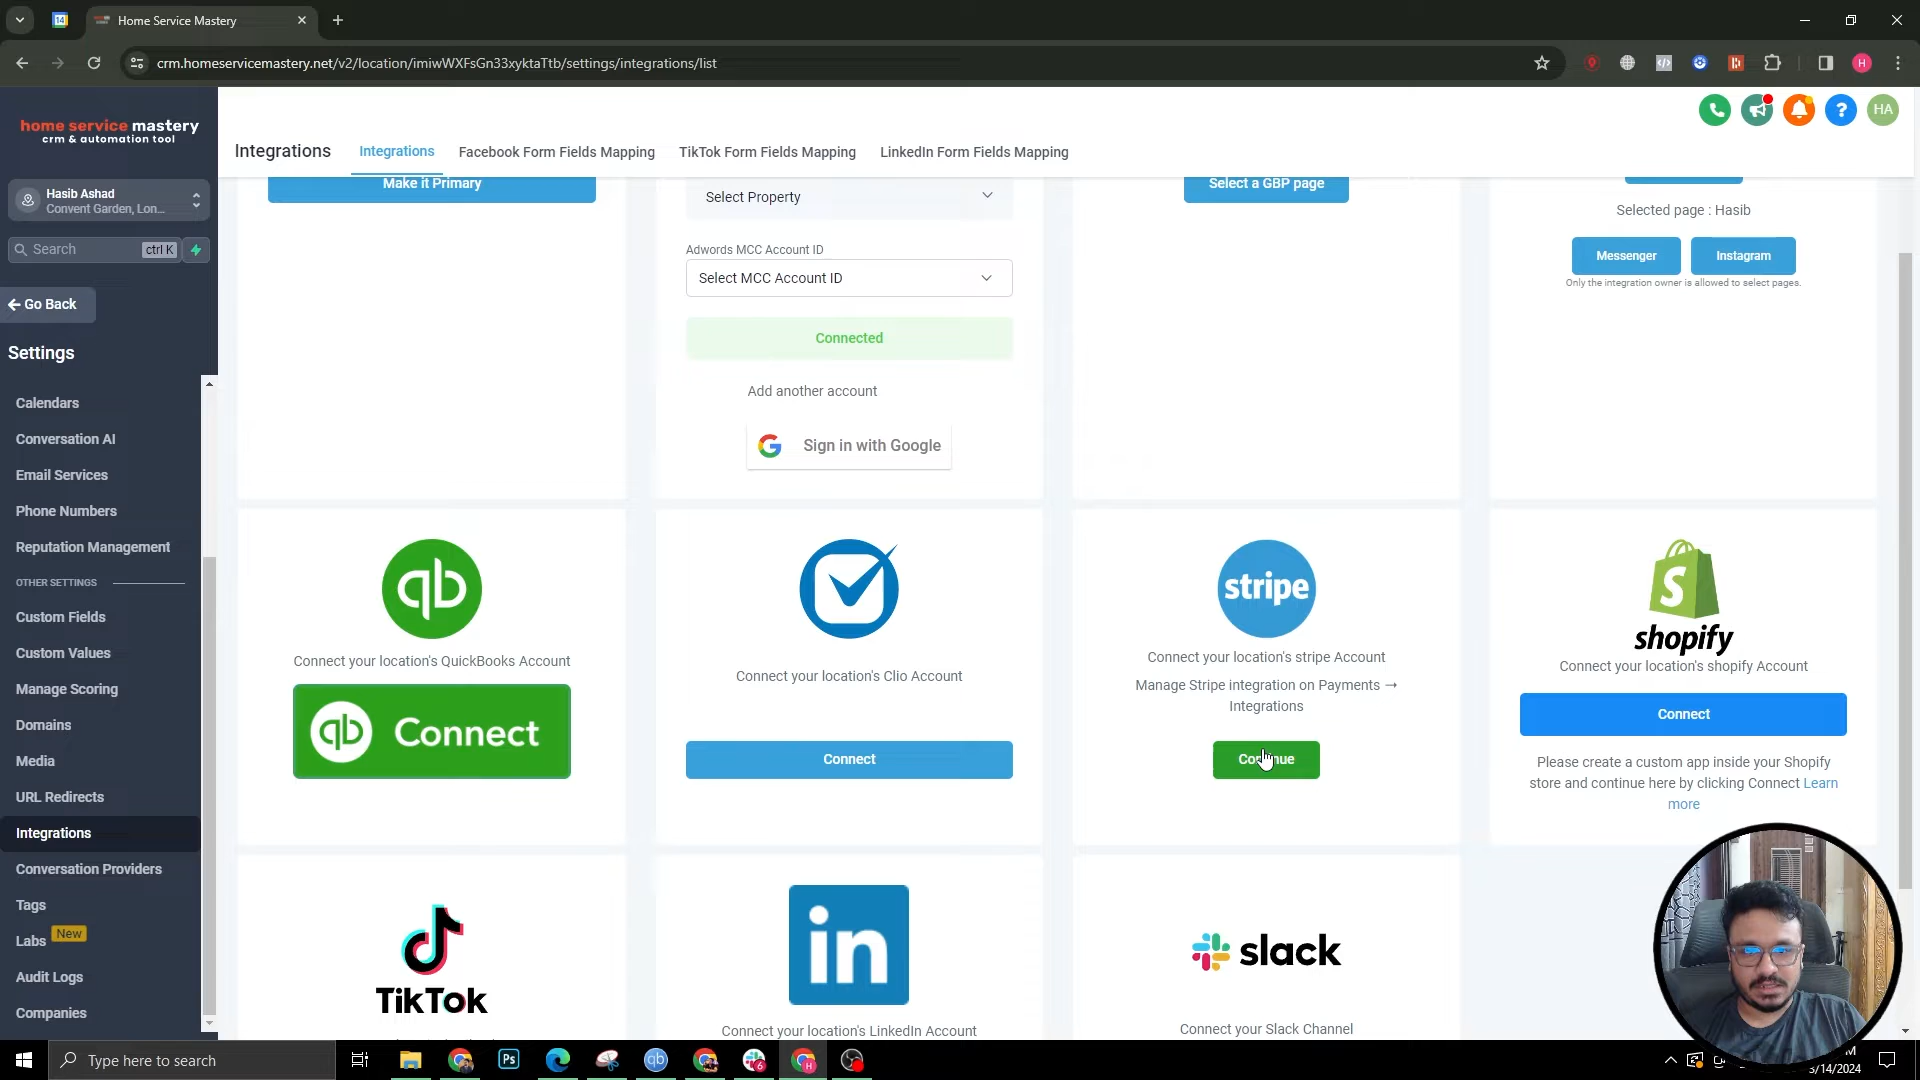 14
Home Service Mastery
crm.homeservicemastery.net/v2/location/imiwWXFsGn33xyktaTtb/settings/integrations/list
H
home service mastery
crm & automation tool
Integrations
Integrations
Facebook Form Fields Mapping
TikTok Form Fields Mapping
LinkedIn Form Fields Mapping
HA
Hasib Ashad
Convent Garden, Lon...
Search
ctrl K
Go Back
Settings
Calendars
Conversation AI
Email Services
Phone Numbers
Reputation Management
OTHER SETTINGS
Custom Fields
Custom Values
Manage Scoring
Domains
Media
URL Redirects
Integrations
Conversation Providers
Tags
Labs New
Audit Logs
Companies
Make it Primary
Select Property
Adwords MCC Account ID
Select MCC Account ID
Connected
Add another account
Sign in with Google
Select a GBP page
Selected page : Hasib
Messenger
Instagram
Only the integration owner is allowed to select pages.
qb
Connect your location's QuickBooks Account
qb Connect
Connect your location's Clio Account
Connect
stripe
Connect your location's stripe Account
Manage Stripe integration on Payments →
Integrations
shopify
Connect your location's shopify Account
Connect
Please create a custom app inside your Shopify
store and continue here by clicking Connect Learn
more
TikTok
in
Connect your location's LinkedIn Account
slack
Connect your Slack Channel
Type here to search
Ps
qb
6
3/14/2024